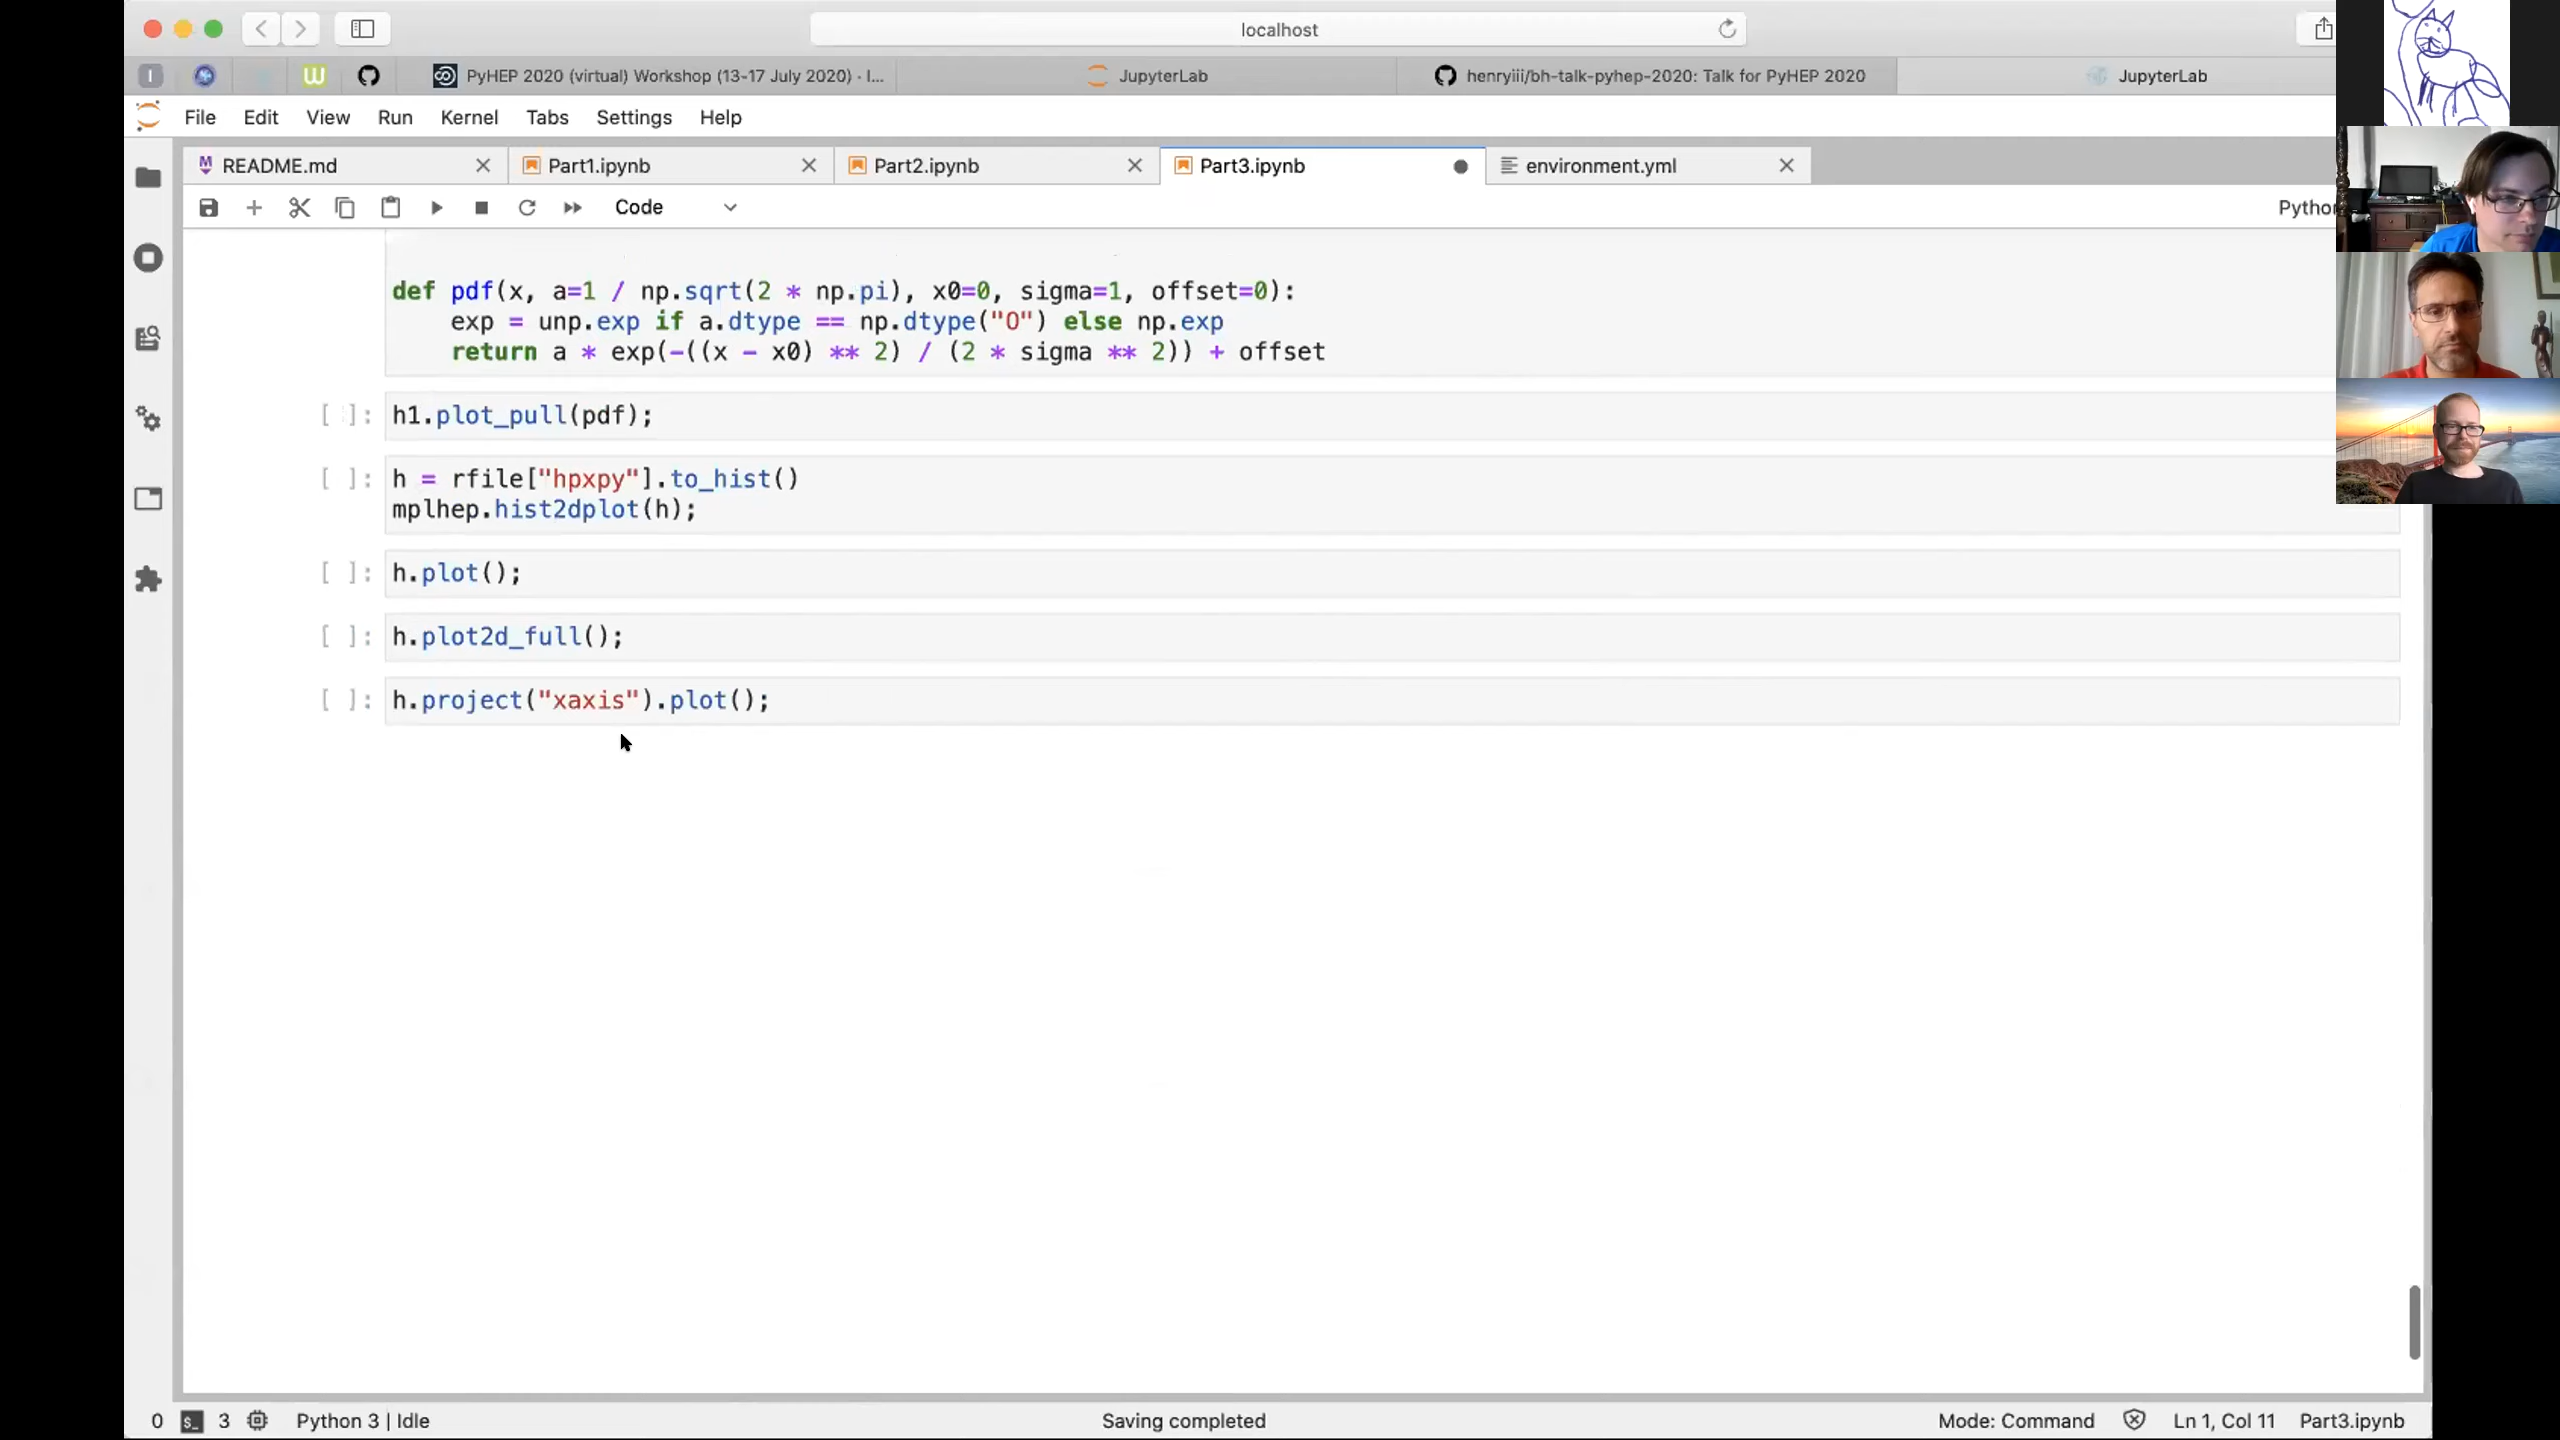 localhost
PyHEP 2020 (virtual) Workshop (13-17 July 2020) · I...
JupyterLab
henryiii/bh-talk-pyhep-2020: Talk for PyHEP 2020
JupyterLab
File Edit View Run Kernel Tabs Settings Help
README.md
Part1.ipynb
Part2.ipynb
Part3.ipynb
environment.yml
Code
Python
def pdf(x, a=1 / np.sqrt(2 * np.pi), x0=0, sigma=1, offset=0):
exp = unp.exp if a.dtype == np.dtype("O") else np.exp
return a * exp(-((x - x0) ** 2) / (2 * sigma ** 2)) + offset
[ ]: h1.plot_pull(pdf);
[ ]: h = rfile["hpxpy"].to_hist()
mplhep.hist2dplot(h);
[ ]: h.plot();
[ ]: h.plot2d_full();
[ ]: h.project("xaxis").plot();
0 $_ 3 Python 3 | Idle
Saving completed
Mode: Command Ln 1, Col 11 Part3.ipynb